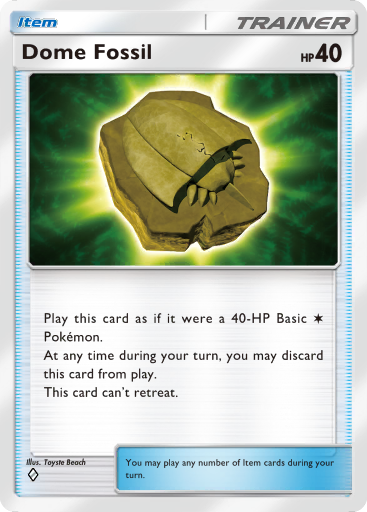 Item
TRAINER
Dome Fossil
HP40
Play this card as if it were a 40-HP Basic
Pokémon.
At any time during your turn, you may discard
this card from play.
This card can't retreat.
Illus. Toyste Beach
You may play any number of Item cards during your
turn.